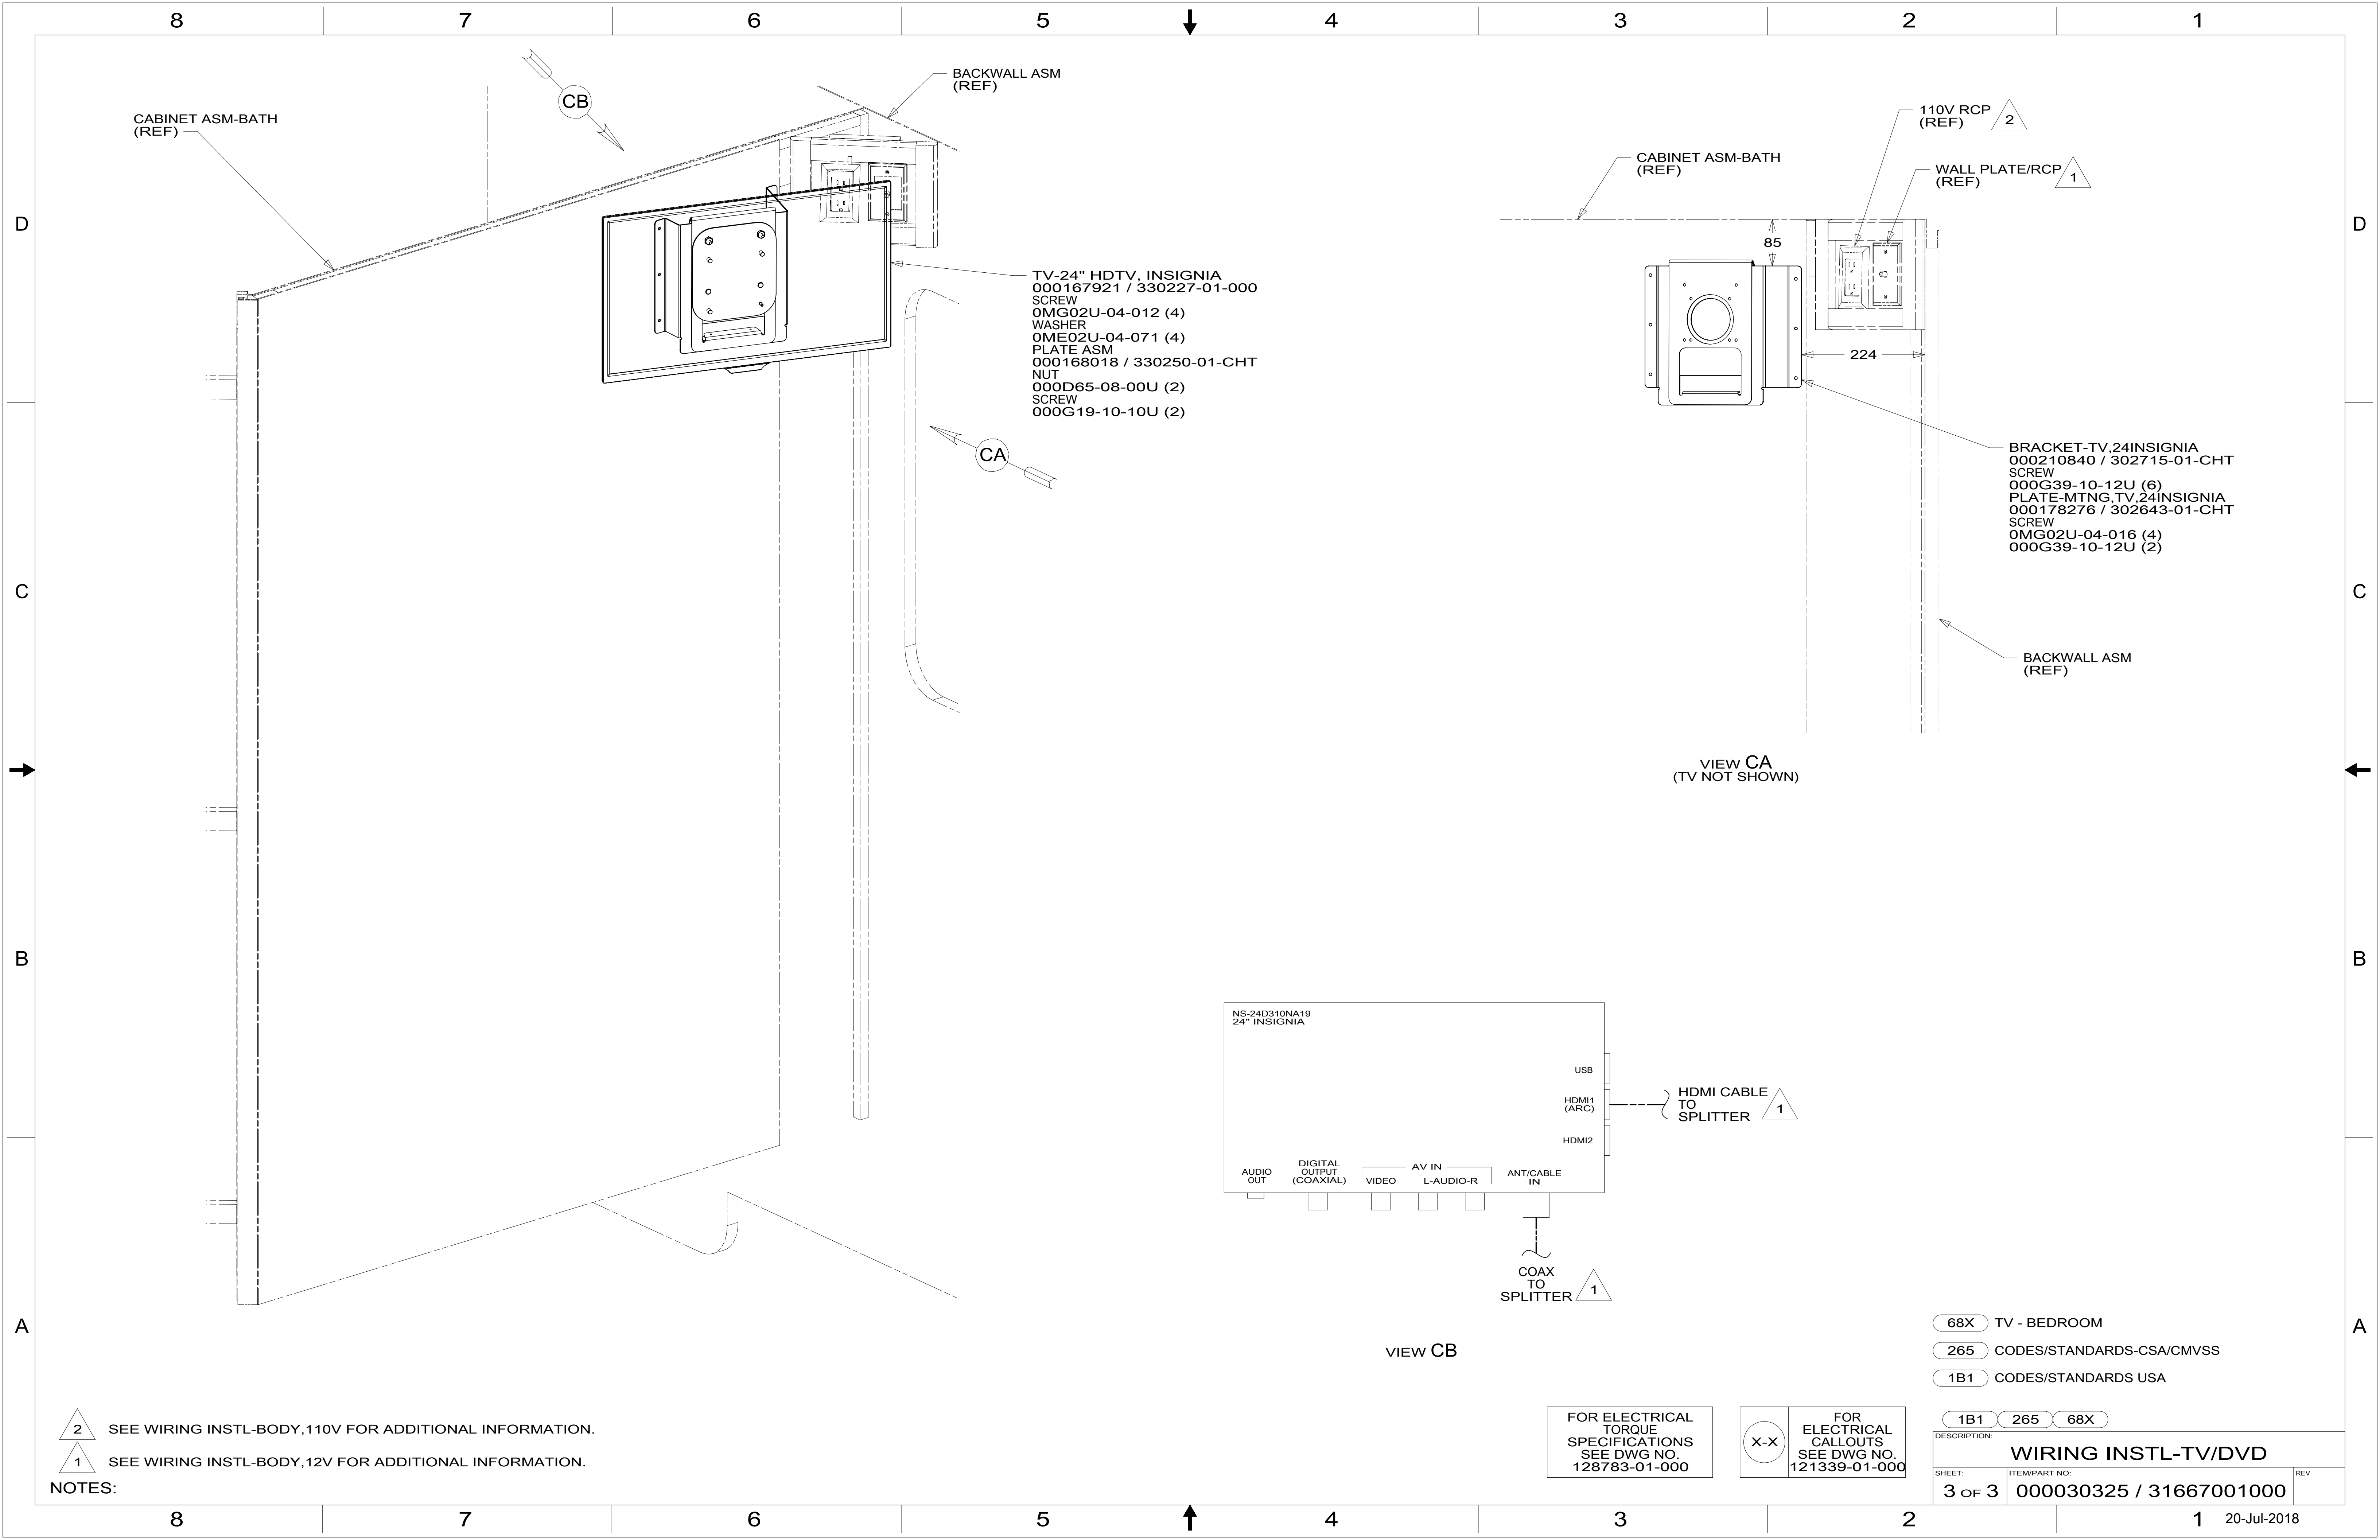 8 7 6 5 4 3 2 1
D
C
B
A
D
C
B
A
CB
BACKWALL ASM
(REF)
CABINET ASM-BATH
(REF)
TV-24" HDTV, INSIGNIA
000167921 / 330227-01-000
SCREW
0MG02U-04-012 (4)
WASHER
0ME02U-04-071 (4)
PLATE ASM
000168018 / 330250-01-CHT
NUT
000D65-08-00U (2)
SCREW
000G19-10-10U (2)
CA
110V RCP
(REF)
2
CABINET ASM-BATH
(REF)
WALL PLATE/RCP
(REF)
1
85
224
BRACKET-TV,24INSIGNIA
000210840 / 302715-01-CHT
SCREW
000G39-10-12U (6)
PLATE-MTNG,TV,24INSIGNIA
000178276 / 302643-01-CHT
SCREW
0MG02U-04-016 (4)
000G39-10-12U (2)
BACKWALL ASM
(REF)
VIEW CA
(TV NOT SHOWN)
NS-24D310NA19
24" INSIGNIA
USB
HDMI1
(ARC)
HDMI2
HDMI CABLE
TO
SPLITTER
1
AUDIO
OUT
DIGITAL
OUTPUT
(COAXIAL)
AV IN
VIDEO L-AUDIO-R
ANT/CABLE
IN
COAX
TO
SPLITTER
1
VIEW CB
68X TV - BEDROOM
265 CODES/STANDARDS-CSA/CMVSS
1B1 CODES/STANDARDS USA
1B1 265 68X
2 SEE WIRING INSTL-BODY,110V FOR ADDITIONAL INFORMATION.
1 SEE WIRING INSTL-BODY,12V FOR ADDITIONAL INFORMATION.
NOTES:
FOR ELECTRICAL
TORQUE
SPECIFICATIONS
SEE DWG NO.
128783-01-000
X-X
FOR
ELECTRICAL
CALLOUTS
SEE DWG NO.
121339-01-000
DESCRIPTION:
WIRING INSTL-TV/DVD
SHEET:
3 OF 3
ITEM/PART NO:
000030325 / 31667001000
REV
8 7 6 5 4 3 2 1
20-Jul-2018